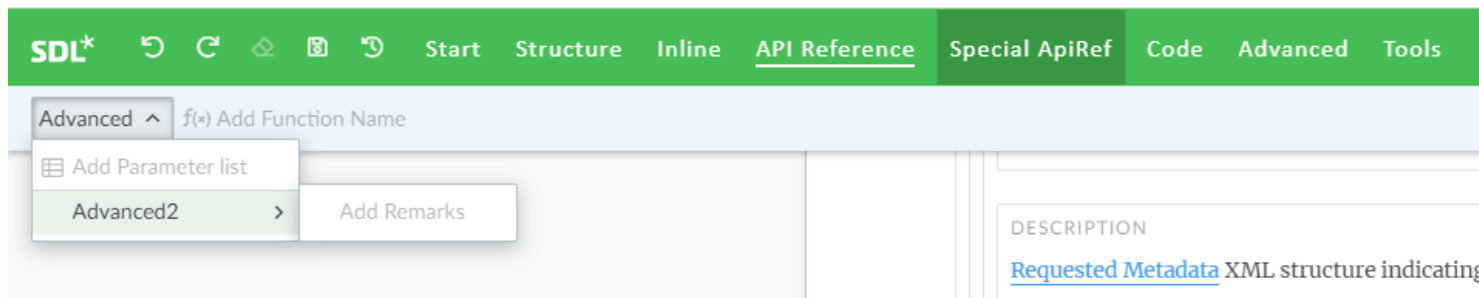 SDL* Start Structure Inline API Reference Special ApiRef Code Advanced Tools
Advanced f(x) Add Function Name
Add Parameter list
Advanced2 > Add Remarks
DESCRIPTION
Requested Metadata XML structure indicating